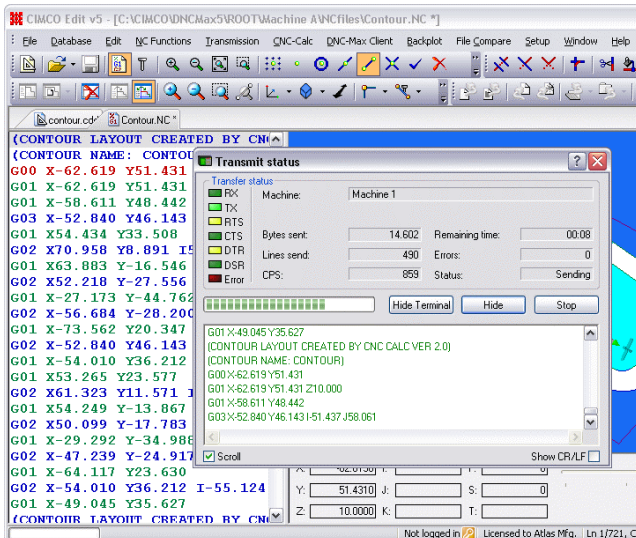 CIMCO Edit v5 - [C:\CIMCO\DNCMax5\ROOT\Machine A\NCfiles\Contour.NC *]
File Database Edit NC Functions Transmission CNC-Calc DNC-Max Client Backplot File Compare Setup Window Help
contour.cdf Contour.NC *
(CONTOUR LAYOUT CREATED BY CN
(CONTOUR NAME: CONTOU
G00 X-62.619 Y51.431
G01 X-62.619 Y51.431
G01 X-58.611 Y48.442
G03 X-52.840 Y46.143
G01 X54.434 Y33.508
G02 X70.958 Y8.891 I5
G01 X63.883 Y-16.546
G02 X52.218 Y-27.556
G01 X-27.173 Y-44.762
G02 X-56.684 Y-28.200
G01 X-73.562 Y20.347
G02 X-52.840 Y46.143
G01 X-54.010 Y36.212
G01 X53.265 Y23.577
G02 X61.323 Y11.571 I
G01 X54.249 Y-13.867
G02 X50.099 Y-17.783
G01 X-29.292 Y-34.988
G02 X-47.239 Y-24.917
G01 X-64.117 Y23.630
G02 X-54.010 Y36.212 I-55.124
G01 X-49.045 Y35.627
(CONTOUR LAYOUT CREATED BY CN
Transmit status
Transfer status
RX
TX
RTS
CTS
DTR
DSR
Error
Machine: Machine 1
Bytes sent: 14.602 Remaining time: 00:08
Lines send: 490 Errors: 0
CPS: 859 Status: Sending
Hide Terminal Hide Stop
G01 X-49.045 Y35.627
(CONTOUR LAYOUT CREATED BY CNC CALC VER 2.0)
(CONTOUR NAME: CONTOUR)
G00 X-62.619 Y51.431
G01 X-62.619 Y51.431 Z10.000
G01 X-58.611 Y48.442
G03 X-52.840 Y46.143 I-51.437 J58.061
Scroll Show CR/LF
Y: 51.4310 J: S: 0
Z: 10.0000 K: T:
Not logged in Licensed to Atlas Mfg. Ln 1/721, C